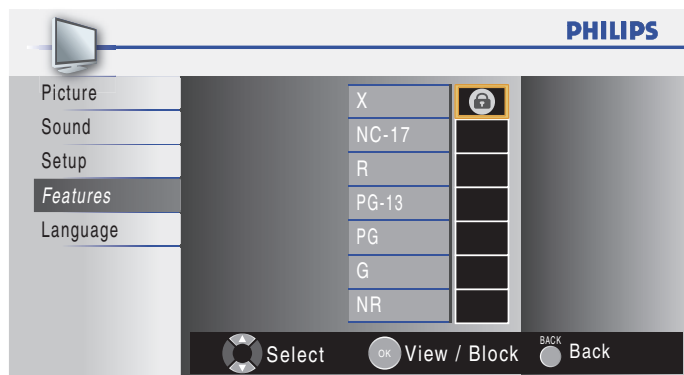 PHILIPS
Picture
Sound
Setup
Features
Language
X
NC-17
R
PG-13
PG
G
NR
Select
OK View / Block
BACK Back